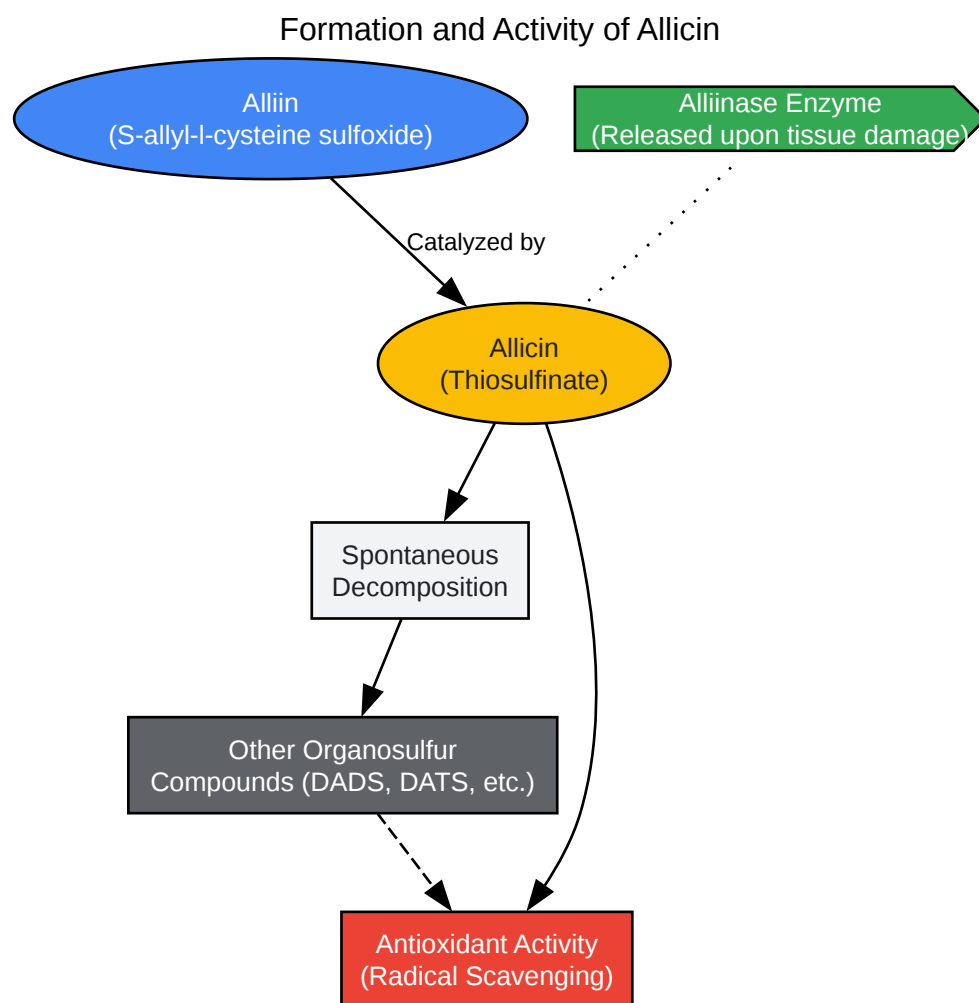 Formation and Activity of Allicin
Alliin
(S-allyl-l-cysteine sulfoxide)
Alliinase Enzyme
(Released upon tissue damage)
Catalyzed by
Allicin
(Thiosulfinate)
Spontaneous
Decomposition
Other Organosulfur
Compounds (DADS, DATS, etc.)
Antioxidant Activity
(Radical Scavenging)